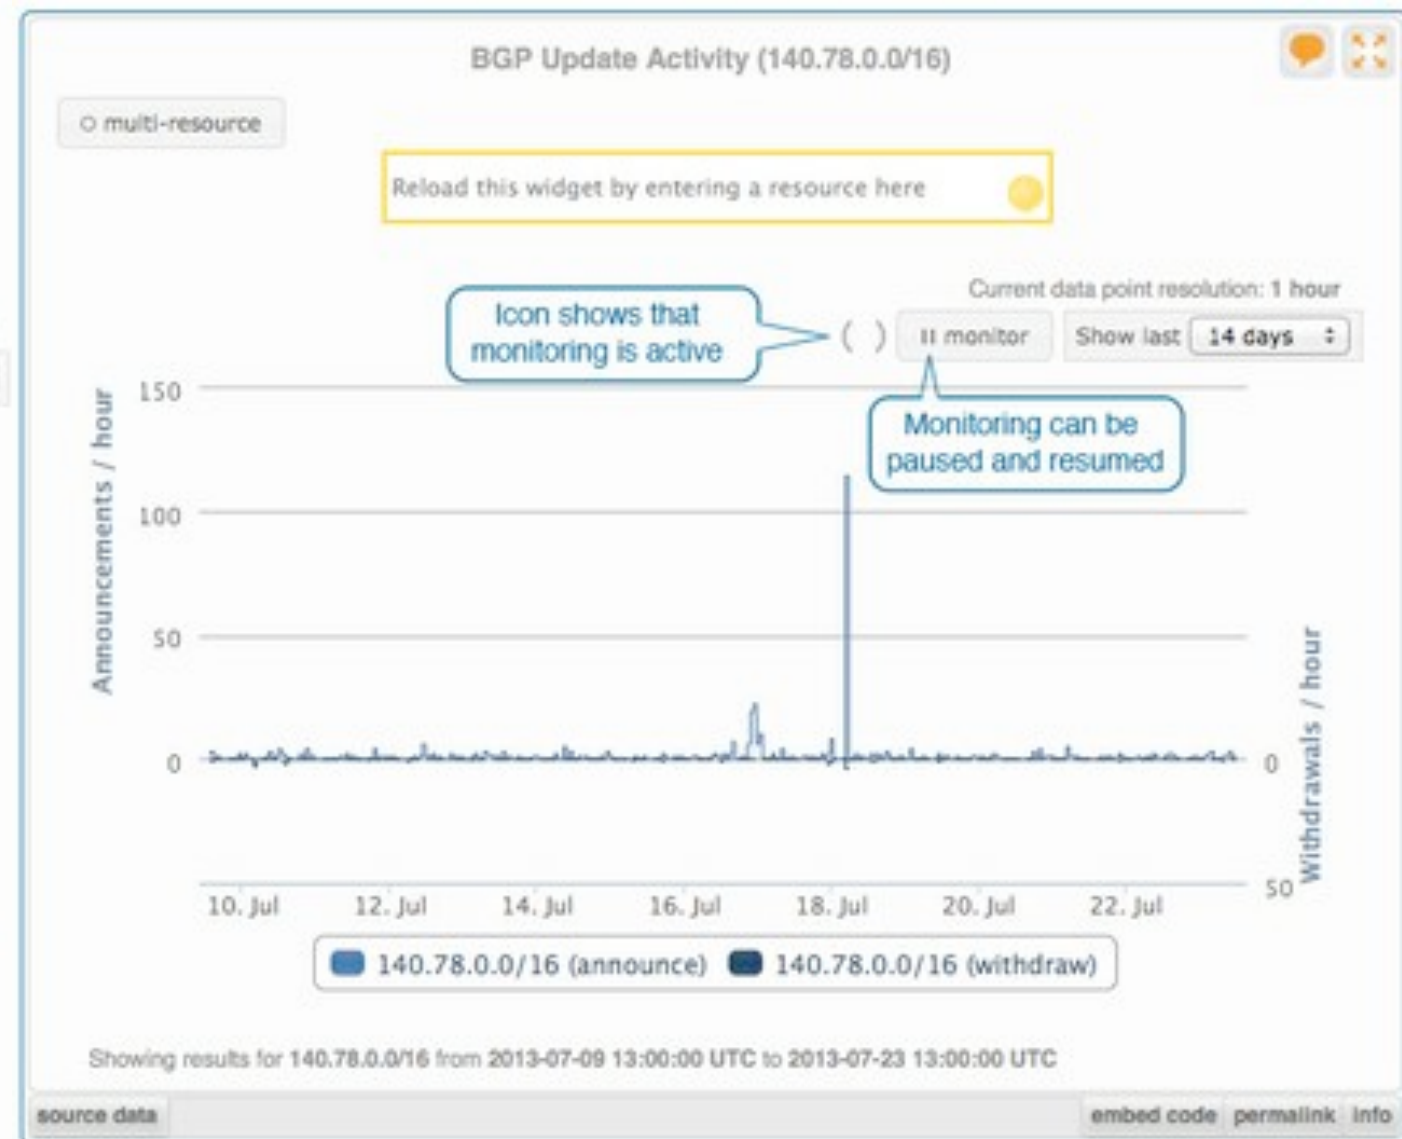 BGP Update Activity (140.78.0.0/16)
multi-resource
Reload this widget by entering a resource here
Current data point resolution: 1 hour
Icon shows that
monitoring is active
monitor
Show last
14 days
Monitoring can be
paused and resumed
Announcements / hour
150
100
50
0
Withdrawals / hour
0
50
10. Jul
12. Jul
14. Jul
16. Jul
18. Jul
20. Jul
22. Jul
140.78.0.0/16 (announce)
140.78.0.0/16 (withdraw)
Showing results for 140.78.0.0/16 from 2013-07-09 13:00:00 UTC to 2013-07-23 13:00:00 UTC
source data
embed code
permalink
info